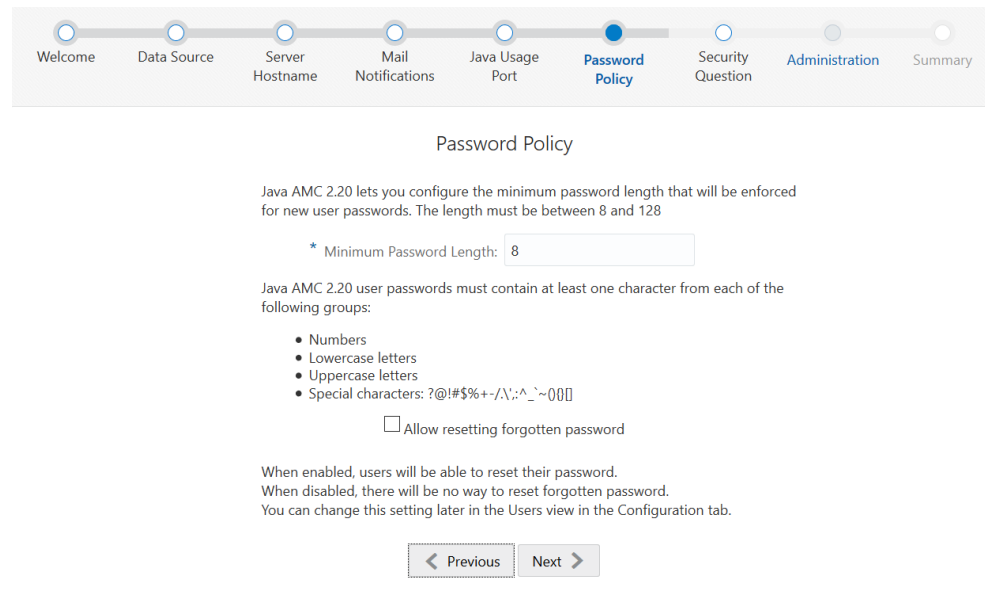 Welcome
Data Source
Server
Hostname
Mail
Notifications
Java Usage
Port
Password
Policy
Security
Question
Administration
Summary
Password Policy
Java AMC 2.20 lets you configure the minimum password length that will be enforced
for new user passwords. The length must be between 8 and 128
* Minimum Password Length: 8
Java AMC 2.20 user passwords must contain at least one character from each of the
following groups:
• Numbers
• Lowercase letters
• Uppercase letters
• Special characters: ?@!#$%+-/.\',:^_`~(){}[]
Allow resetting forgotten password
When enabled, users will be able to reset their password.
When disabled, there will be no way to reset forgotten password.
You can change this setting later in the Users view in the Configuration tab.
Previous Next